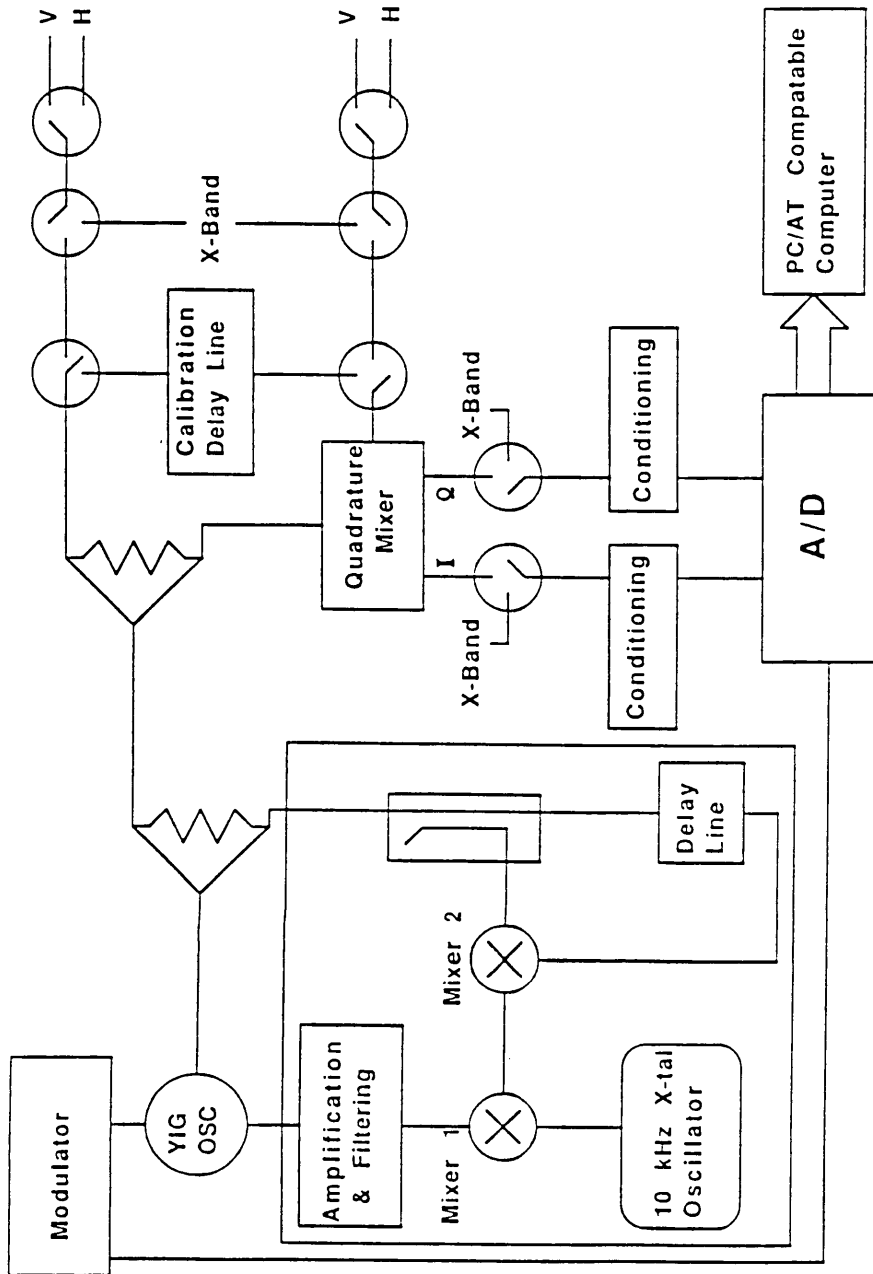 V
H
V
H
X-Band
Calibration
Delay Line
Quadrature
Mixer
I
Q
X-Band
X-Band
Conditioning
Conditioning
A/D
PC/AT Compatable
Computer
Modulator
YIG
OSC
Amplification
& Filtering
Mixer 1
Mixer 2
Delay
Line
10 kHz X-tal
Oscillator